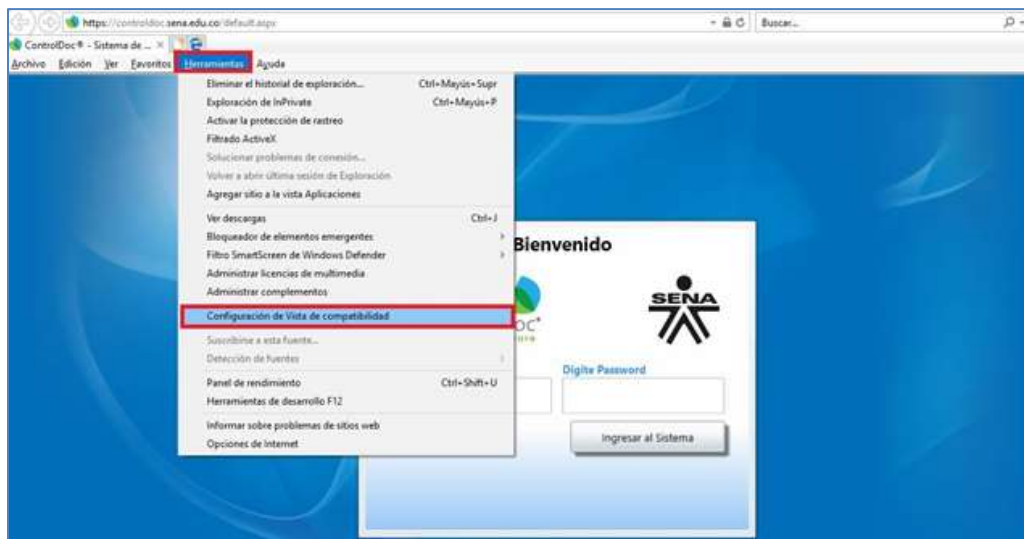 https://controldoc.sena.edu.co/default.aspx
Buscar...
ControlDoc® - Sistema de ...
Archivo Edición Ver Favoritos Herramientas Ayuda
Eliminar el historial de exploración... Ctrl+Mayús+Supr
Exploración de InPrivate Ctrl+Mayús+P
Activar la protección de rastreo
Filtrado ActiveX
Solucionar problemas de conexión...
Volver a abrir última sesión de Exploración
Agregar sitio a la vista Aplicaciones
Ver descargas Ctrl+J
Bloqueador de elementos emergentes
Filtro SmartScreen de Windows Defender
Administrar licencias de multimedia
Administrar complementos
Configuración de Vista de compatibilidad
Suscribirse a esta fuente...
Detección de fuentes
Panel de rendimiento Ctrl+Shift+U
Herramientas de desarrollo F12
Informar sobre problemas de sitios web
Opciones de Internet
Bienvenido
SENA
Digite Password
Ingresar al Sistema